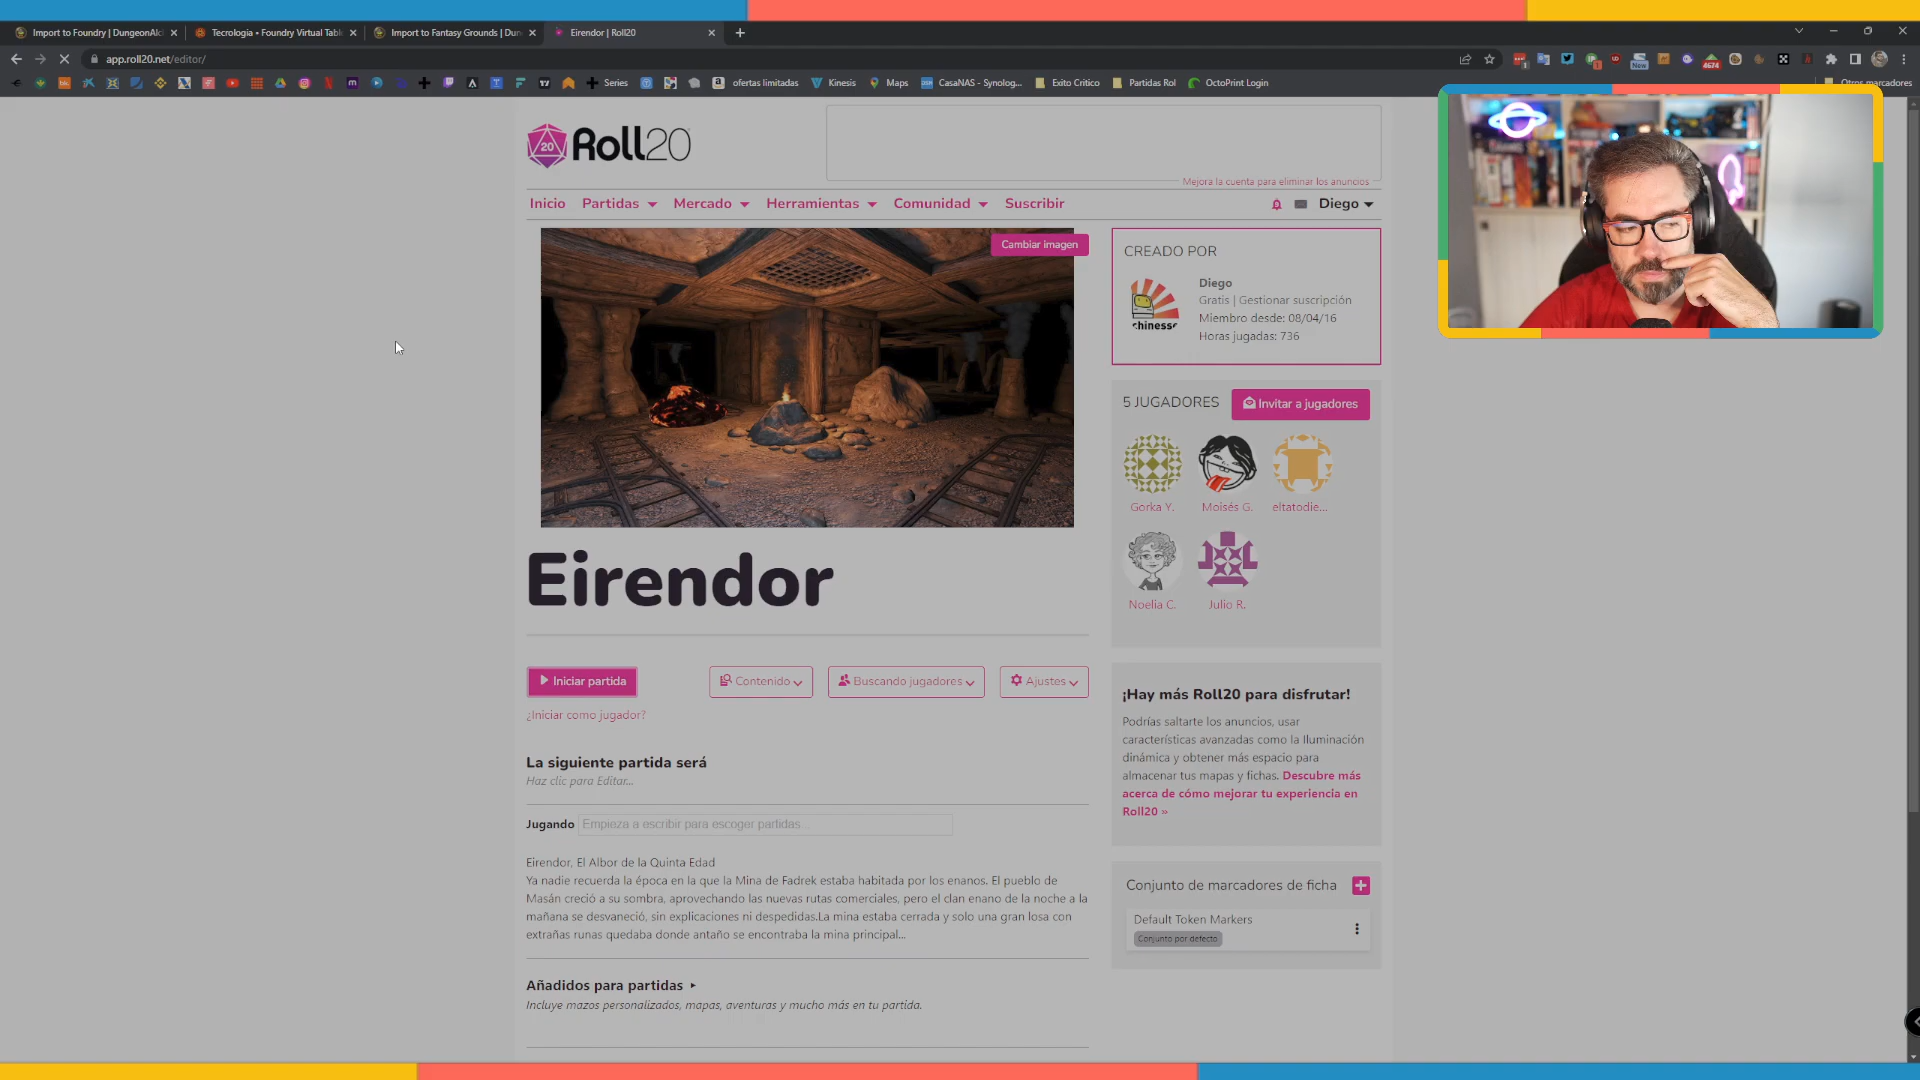 Import to Foundry | DungeonAlc
Tecrología • Foundry Virtual Tabl
Import to Fantasy Grounds | Dun
Eirendor | Roll20
app.roll20.net/editor/
Series
ofertas limitadas
Kinesis
Maps
CasaNAS - Synolog...
Exito Critico
Partidas Rol
OctoPrint Login
Otros marcadores
New
4674
20
Roll20
Mejora la cuenta para eliminar los anuncios
Inicio
Partidas
Mercado
Herramientas
Comunidad
Suscribir
Diego
Cambiar imagen
CREADO POR
Diego
Gratis | Gestionar suscripción
Miembro desde: 08/04/16
Horas jugadas: 736
chinesse
5 JUGADORES
Invitar a jugadores
Gorka Y.
Moisés G.
eltatodie...
Noelia C.
Julio R.
Eirendor
Iniciar partida
Contenido
Buscando jugadores
Ajustes
¿Iniciar como jugador?
¡Hay más Roll20 para disfrutar!
Podrías saltarte los anuncios, usar
características avanzadas como la Iluminación
dinámica y obtener más espacio para
almacenar tus mapas y fichas. Descubre más
acerca de cómo mejorar tu experiencia en
Roll20 »
La siguiente partida será
Haz clic para Editar...
Jugando
Empieza a escribir para escoger partidas...
Eirendor, El Albor de la Quinta Edad
Ya nadie recuerda la época en la que la Mina de Fadrek estaba habitada por los enanos. El pueblo de
Masán creció a su sombra, aprovechando las nuevas rutas comerciales, pero el clan enano de la noche a la
mañana se desvaneció, sin explicaciones ni despedidas.La mina estaba cerrada y solo una gran losa con
extrañas runas quedaba donde antaño se encontraba la mina principal...
Conjunto de marcadores de ficha
Default Token Markers
Conjunto por defecto
Añadidos para partidas
Incluye mazos personalizados, mapas, aventuras y mucho más en tu partida.